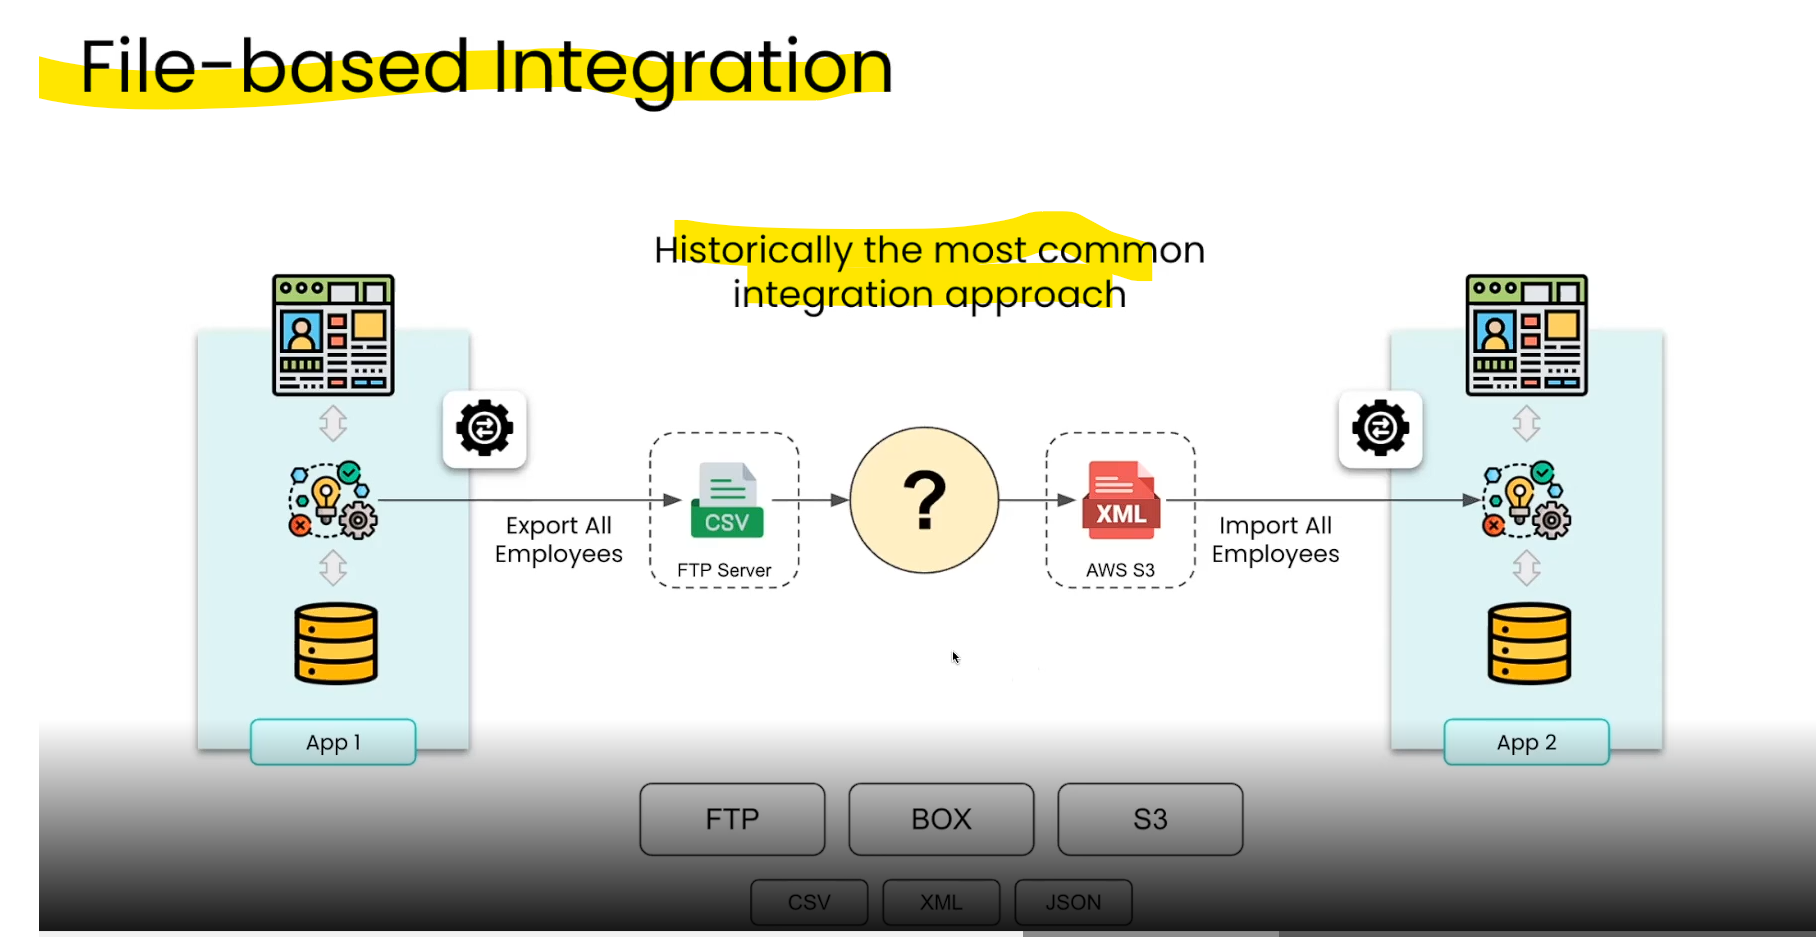 File-based Integration
Historically the most common
integration approach
Export All
Employees
CSV
FTP Server
?
XML
AWS S3
Import All
Employees
App 1
App 2
FTP
BOX
S3
CSV
XML
JSON